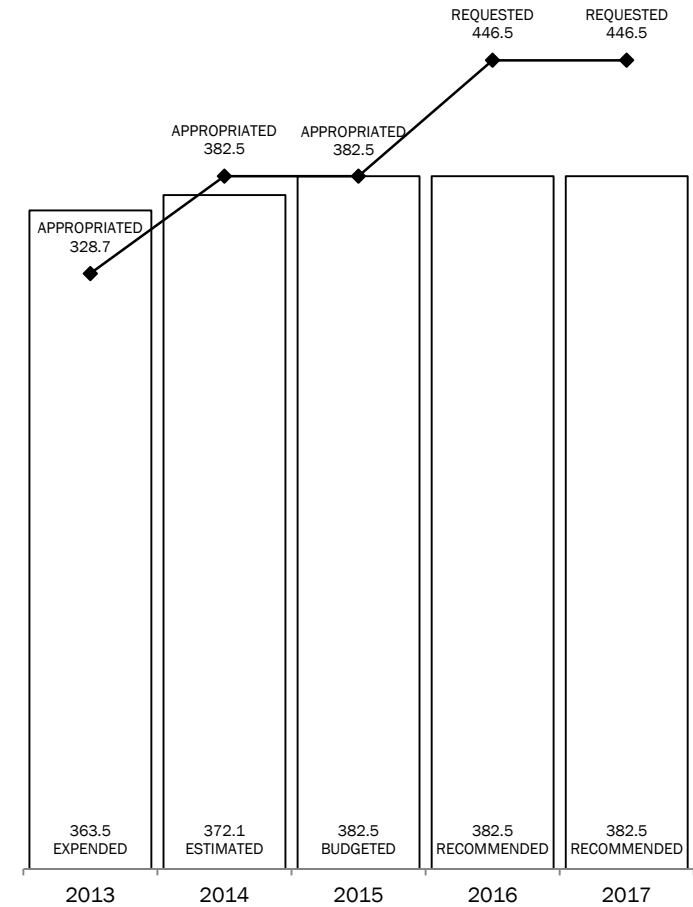 REQUESTED
446.5
REQUESTED
446.5
APPROPRIATED
382.5
APPROPRIATED
382.5
APPROPRIATED
328.7
363.5
EXPENDED
372.1
ESTIMATED
382.5
BUDGETED
382.5
RECOMMENDED
382.5
RECOMMENDED
2013
2014
2015
2016
2017